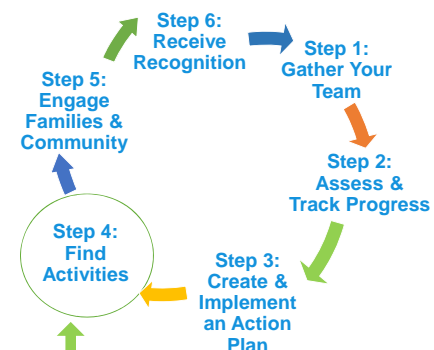 Step 6:
Receive
Recognition
Step 1:
Gather Your
Team
Step 2:
Assess &
Track Progress
Step 3:
Create &
Implement
an Action
Plan
Step 4:
Find
Activities
Step 5:
Engage
Families &
Community